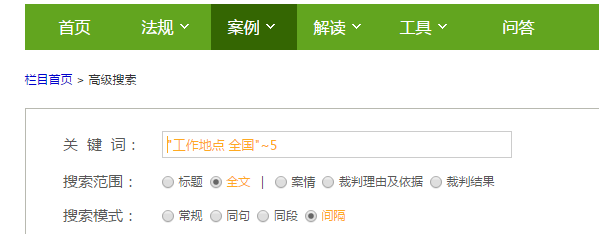 首页 法规 案例 解读 工具 问答
栏目首页 > 高级搜索
关 键 词： "工作地点 全国"~5
搜索范围： 标题 全文 | 案情 裁判理由及依据 裁判结果
搜索模式： 常规 同句 同段 间隔